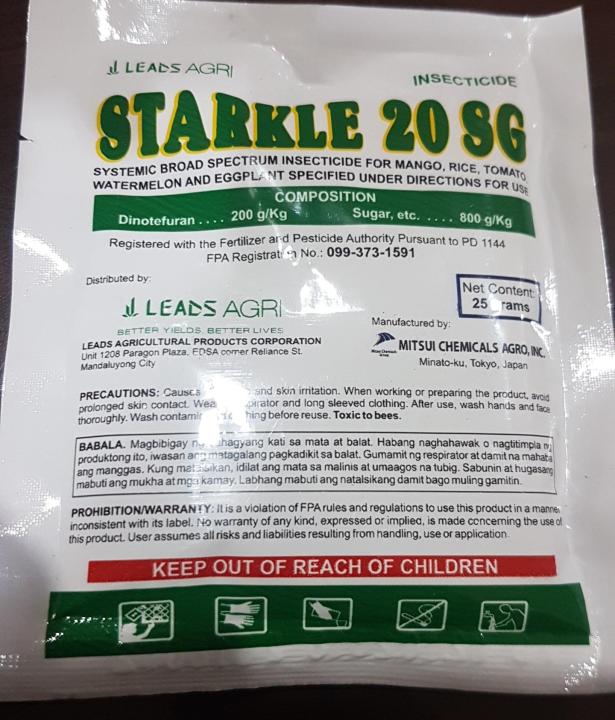 LEADS AGRI
INSECTICIDE
STARKLE 20 SG
SYSTEMIC BROAD SPECTRUM INSECTICIDE FOR MANGO, RICE, TOMATO,
WATERMELON AND EGGPLANT SPECIFIED UNDER DIRECTIONS FOR USE
COMPOSITION
Dinotefuran .... 200 g/Kg Sugar, etc. ..... 800 g/Kg
Registered with the Fertilizer and Pesticide Authority Pursuant to PD 1144
FPA Registration No.: 099-373-1591
Distributed by:
LEADS AGRI
BETTER YIELDS. BETTER LIVES
LEADS AGRICULTURAL PRODUCTS CORPORATION
Unit 1208 Paragon Plaza, EDSA corner Reliance St.
Mandaluyong City
Net Content:
25 grams
Manufactured by:
MITSUI CHEMICALS AGRO, INC.
Minato-ku, Tokyo, Japan
PRECAUTIONS: Causes and skin irritation. When working or preparing the product, avoid
prolonged skin contact. Wear respirator and long sleeved clothing. After use, wash hands and face
thoroughly. Wash contaminated clothing before reuse. Toxic to bees.
BABALA. Magbibigay ng bahagyang kati sa mata at balat. Habang naghahawak o nagtitimpla ng
produktong ito, iwasan ang matagalang pagkadikit sa balat. Gumamit ng respirator at damit na mahaba
ang manggas. Kung matalsikan, idilat ang mata sa malinis at umaagos na tubig. Sabunin at hugasang
mabuti ang mukha at mga kamay. Labhang mabuti ang natalsikang damit bago muling gamitin.
PROHIBITION/WARRANTY: It is a violation of FPA rules and regulations to use this product in a manner
inconsistent with its label. No warranty of any kind, expressed or implied, is made concerning the use of
this product. User assumes all risks and liabilities resulting from handling, use or application.
KEEP OUT OF REACH OF CHILDREN